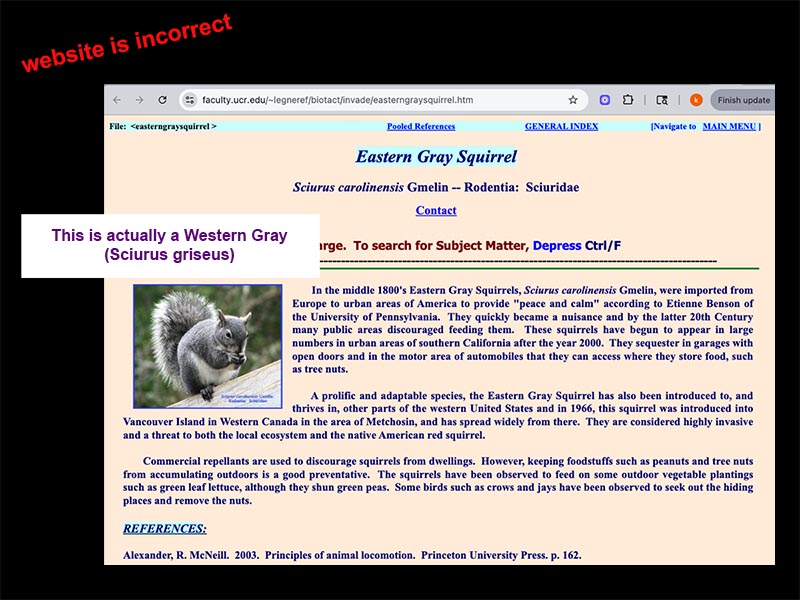 website is incorrect
faculty.ucr.edu/~legneref/biotact/invade/easterngraysquirrel.htm
k
Finish update
File: <easterngraysquirrel > Pooled References GENERAL INDEX [Navigate to MAIN MENU ]
Eastern Gray Squirrel
Sciurus carolinensis Gmelin -- Rodentia: Sciuridae
Contact
This is actually a Western Gray
(Sciurus griseus)
arge. To search for Subject Matter, Depress Ctrl/F
In the middle 1800's Eastern Gray Squirrels, Sciurus carolinensis Gmelin, were imported from
Europe to urban areas of America to provide "peace and calm" according to Etienne Benson of
the University of Pennsylvania. They quickly became a nuisance and by the latter 20th Century
many public areas discouraged feeding them. These squirrels have begun to appear in large
numbers in urban areas of southern California after the year 2000. They sequester in garages with
open doors and in the motor area of automobiles that they can access where they store food, such
as tree nuts.
Sciurus carolinensis Gmelin
Rodentia: Sciuridae
A prolific and adaptable species, the Eastern Gray Squirrel has also been introduced to, and
thrives in, other parts of the western United States and in 1966, this squirrel was introduced into
Vancouver Island in Western Canada in the area of Metchosin, and has spread widely from there. They are considered highly invasive
and a threat to both the local ecosystem and the native American red squirrel.
Commercial repellants are used to discourage squirrels from dwellings. However, keeping foodstuffs such as peanuts and tree nuts
from accumulating outdoors is a good preventative. The squirrels have been observed to feed on some outdoor vegetable plantings
such as green leaf lettuce, although they shun green peas. Some birds such as crows and jays have been observed to seek out the hiding
places and remove the nuts.
REFERENCES:
Alexander, R. McNeill. 2003. Principles of animal locomotion. Princeton University Press. p. 162.